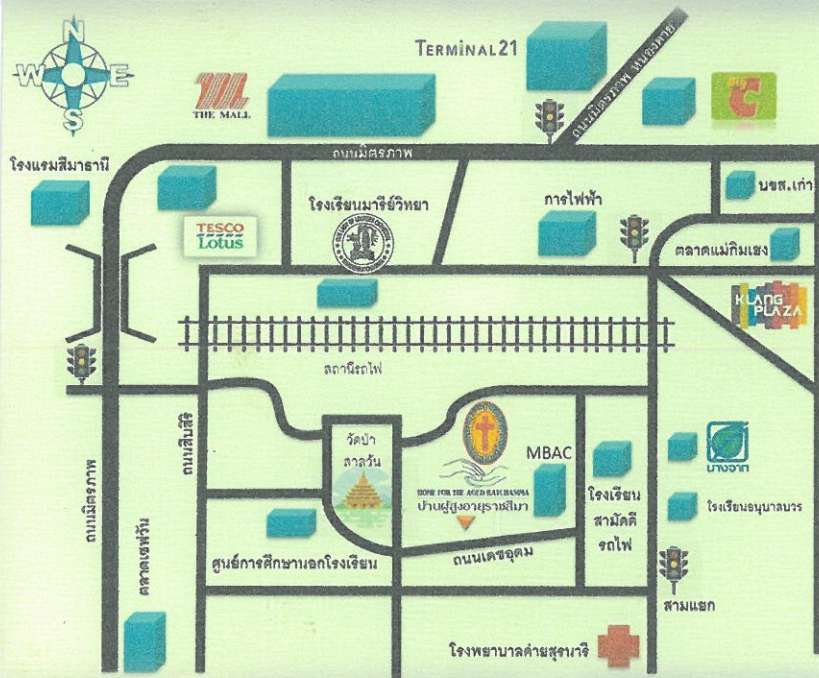 N
W E
S
THE MALL
TERMINAL21
ถนนมิตรภาพ หนองคาย
BIG
C
โรงแรมสีมาธานี
ถนนมิตรภาพ
TESCO
Lotus
โรงเรียนมารีย์วิทยา
การไฟฟ้า
บขส.เก่า
ตลาดแม่กิมเฮง
KLANG
PLAZA
สถานีรถไฟ
ถนนสืบสิริ
วัดป่า
สาลวัน
MBAC
HOME FOR THE AGED RATCHASIMA
บ้านผู้สูงอายุราชสีมา
โรงเรียน
สามัคคี
รถไฟ
บางจาก
โรงเรียนอนุบาลบวร
ถนนมิตรภาพ
ตลาดเซฟวัน
ศูนย์การศึกษานอกโรงเรียน
ถนนเดชอุดม
สามแยก
โรงพยาบาลค่ายสุรนารี